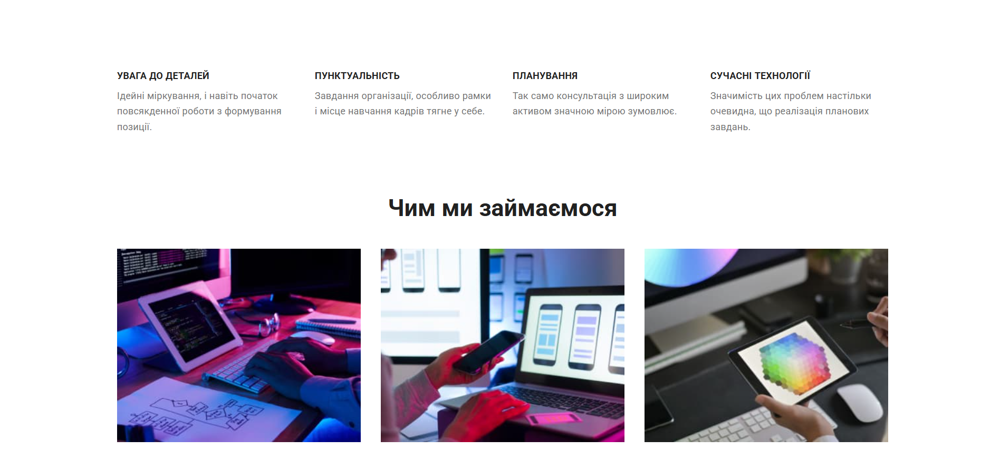 УВАГА ДО ДЕТАЛЕЙ
Ідейні міркування, і навіть початок
повсякденної роботи з формування
позиції.
ПУНКТУАЛЬНІСТЬ
Завдання організації, особливо рамки
і місце навчання кадрів тягне у себе.
ПЛАНУВАННЯ
Так само консультація з широким
активом значною мірою зумовлює.
СУЧАСНІ ТЕХНОЛОГІЇ
Значимість цих проблем настільки
очевидна, що реалізація планових
завдань.
Чим ми займаємося